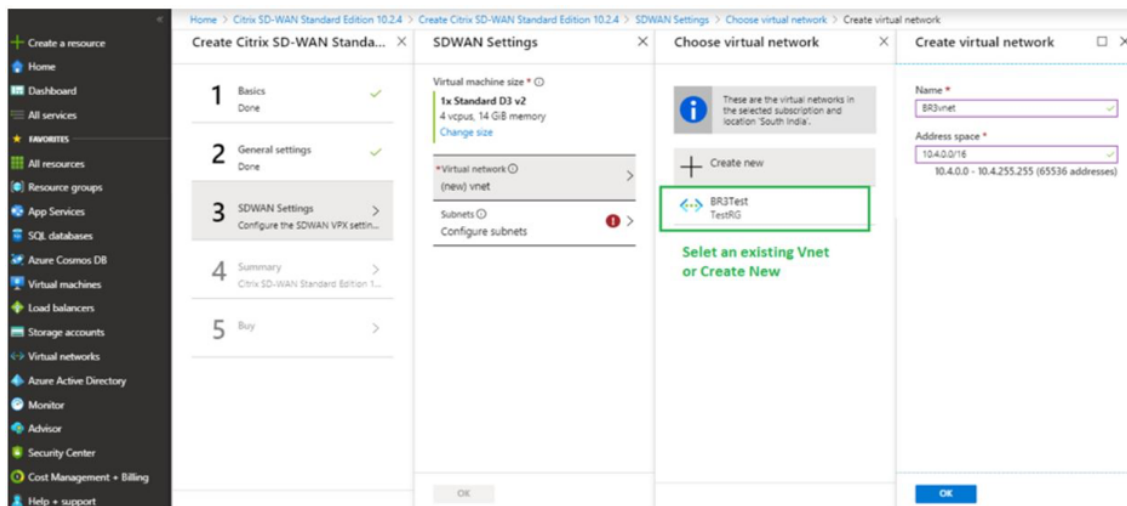 Home > Citrix SD-WAN Standard Edition 10.2.4 > Create Citrix SD-WAN Standard Edition 10.2.4 > SDWAN Settings > Choose virtual network > Create virtual network
«
Create a resource
Home
Dashboard
All services
FAVORITES
All resources
Resource groups
App Services
SQL databases
Azure Cosmos DB
Virtual machines
Load balancers
Storage accounts
Virtual networks
Azure Active Directory
Monitor
Advisor
Security Center
Cost Management + Billing
Help + support
Create Citrix SD-WAN Standa... ×
1 Basics
Done
2 General settings
Done
3 SDWAN Settings >
Configure the SDWAN VPX settin...
4 Summary >
Citrix SD-WAN Standard Edition 1...
5 Buy >
SDWAN Settings ×
Virtual machine size *
1x Standard D3 v2
4 vcpus, 14 GiB memory
Change size
*Virtual network >
(new) vnet
Subnets
Configure subnets >
OK
Choose virtual network ×
These are the virtual networks in
the selected subscription and
location 'South India'.
Create new
BR3Test
TestRG
Selet an existing Vnet
or Create New
Create virtual network ×
Name *
BR3vnet
Address space *
10.4.0.0/16
10.4.0.0 - 10.4.255.255 (65536 addresses)
OK